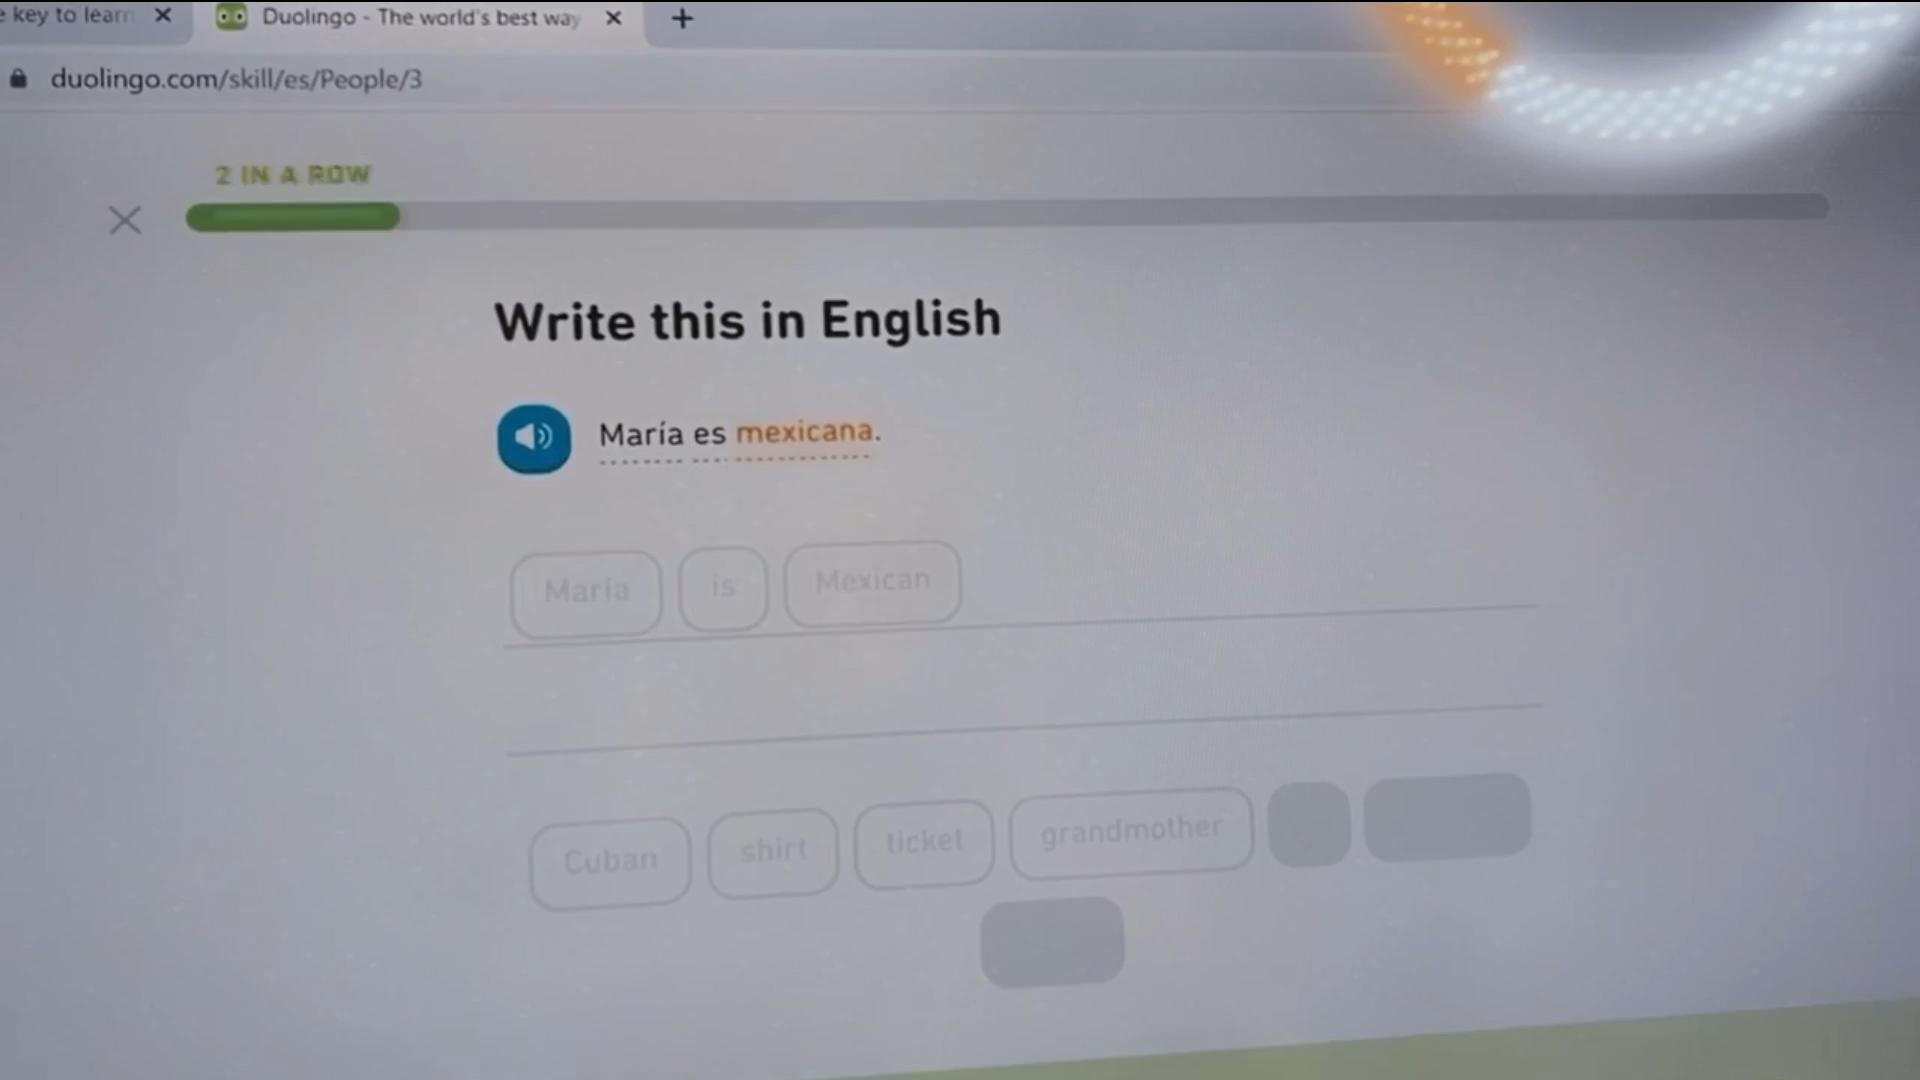 key to learn
Duolingo - The world's best way
duolingo.com/skill/es/People/3
2 IN A ROW
Write this in English
María es mexicana.
María is Mexican
Cuban shirt ticket grandmother